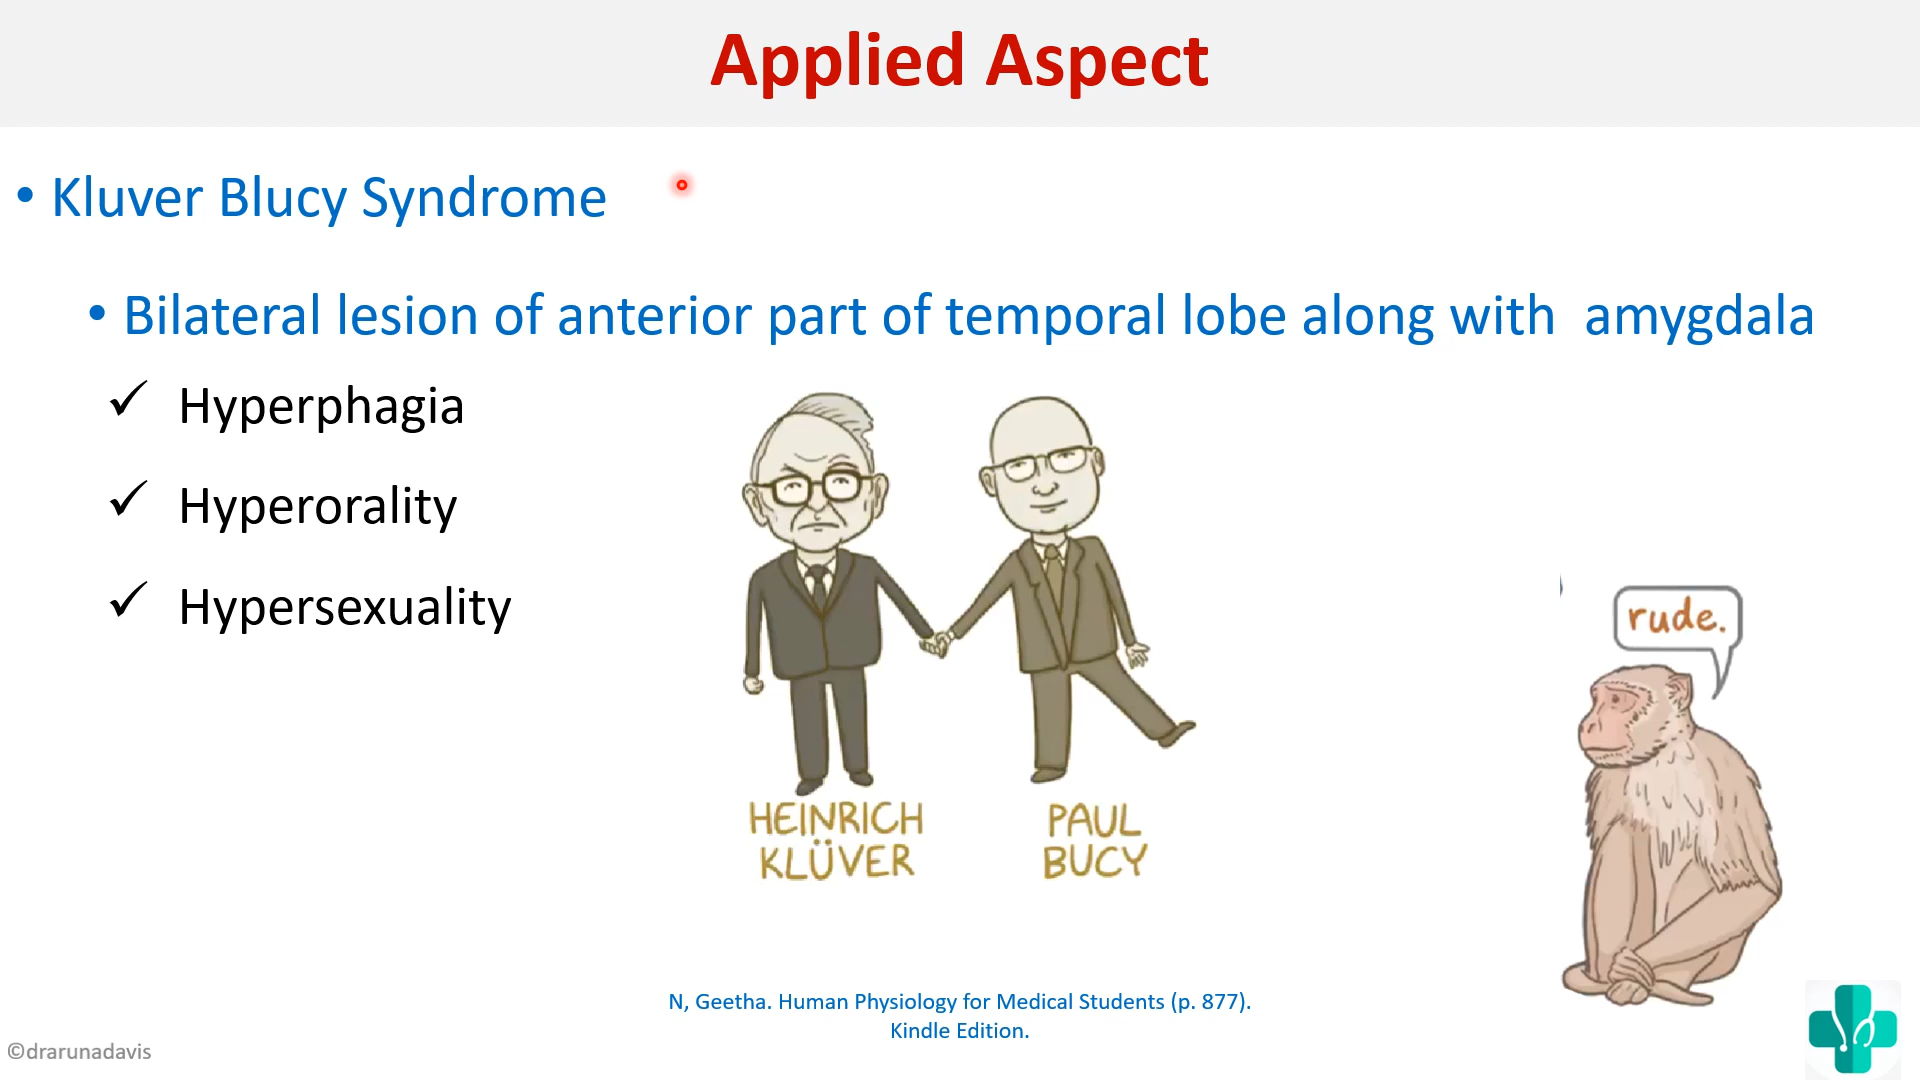 Applied Aspect
• Kluver Blucy Syndrome
• Bilateral lesion of anterior part of temporal lobe along with amygdala
✓ Hyperphagia
✓ Hyperorality
✓ Hypersexuality
rude.
HEINRICH
KLÜVER
PAUL
BUCY
N, Geetha. Human Physiology for Medical Students (p. 877).
Kindle Edition.
©drarunadavis